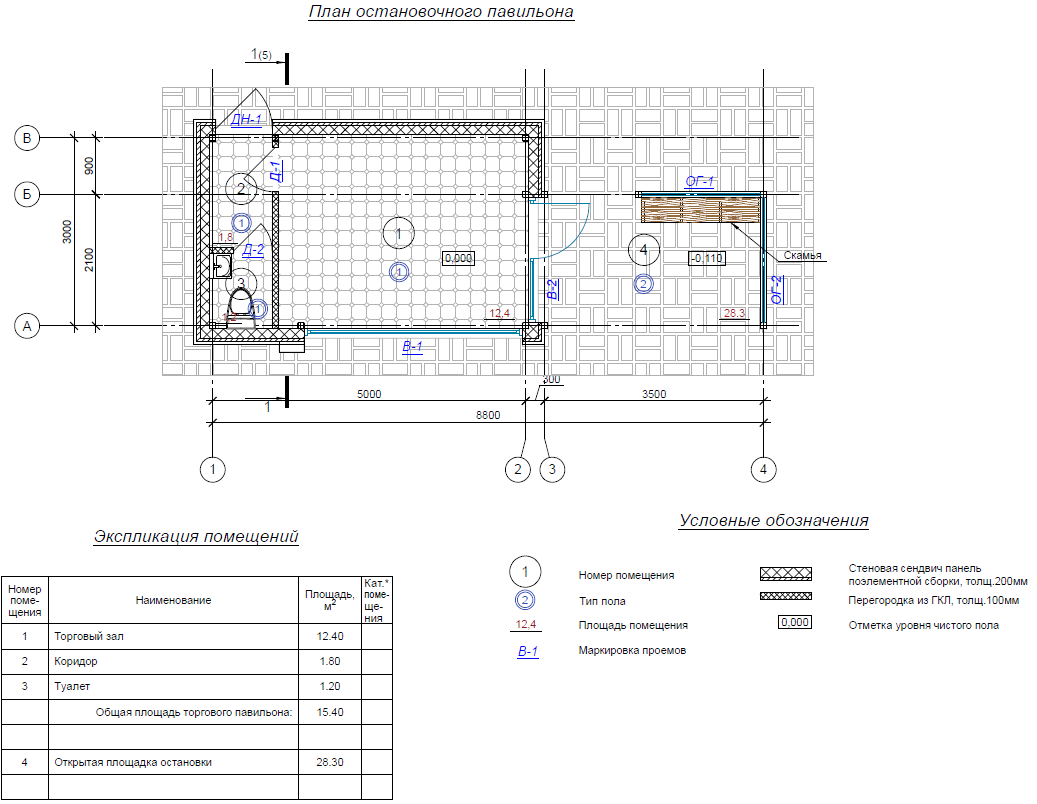 План остановочного павильона
1(5)
ДН-1
В
900
Д-1
2
ОГ-1
Б
1
1
3000
1,8
Д-2
4
0,000
-0,110
Скамья
2100
1
3
2
В-2
ОГ-2
1
1,2
12,4
28.3
А
В-1
300
5000
3500
1
8800
1
2
3
4
Экспликация помещений
Номер
поме-
щения
Наименование
Площадь,
м2
Кат.*
поме-
ще-
ния
1 Торговый зал 12.40
2 Коридор 1.80
3 Туалет 1.20
Общая площадь торгового павильона: 15.40
4 Открытая площадка остановки 28.30
Условные обозначения
1 Номер помещения
2 Тип пола
12,4 Площадь помещения
В-1 Маркировка проемов
Стеновая сендвич панель
поэлементной сборки, толщ.200мм
Перегородка из ГКЛ, толщ.100мм
0,000 Отметка уровня чистого пола